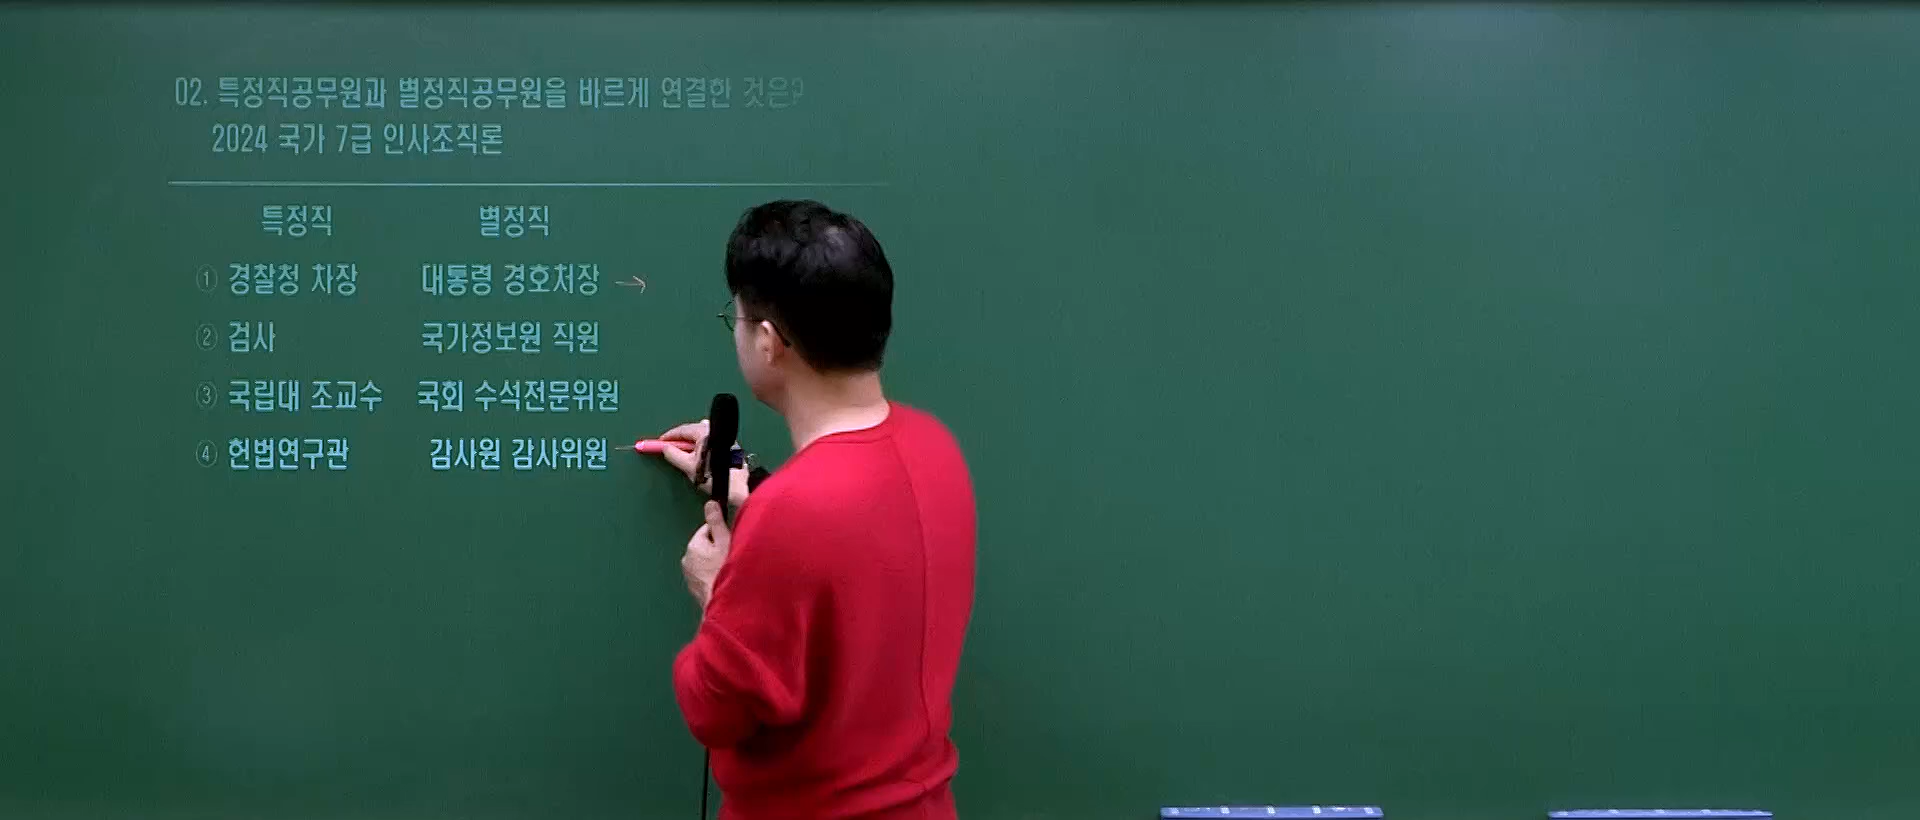 02. 특정직공무원과 별정직공무원을 바르게 연결한 것은?
2024 국가 7급 인사조직론
특정직 별정직
① 경찰청 차장 대통령 경호처장 →
② 검사 국가정보원 직원
③ 국립대 조교수 국회 수석전문위원
④ 헌법연구관 감사원 감사위원